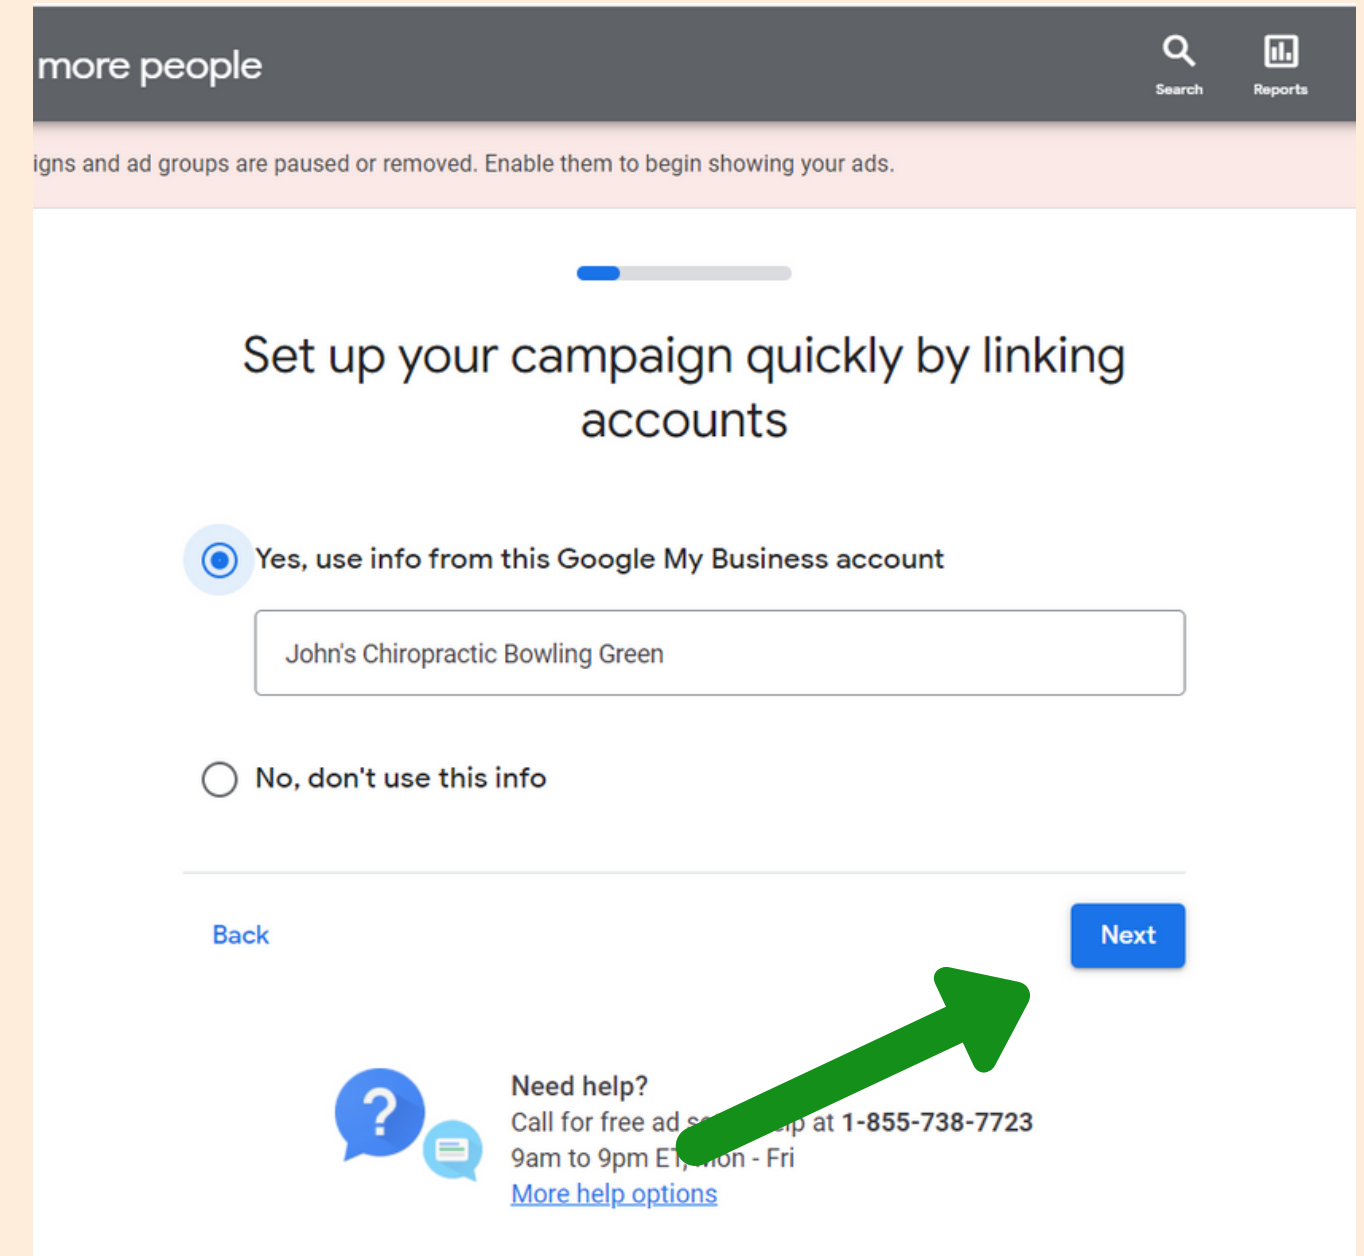 more people
Search
Reports
igns and ad groups are paused or removed. Enable them to begin showing your ads.
Set up your campaign quickly by linking
accounts
Yes, use info from this Google My Business account
John's Chiropractic Bowling Green
No, don't use this info
Back
Next
?
Need help?
Call for free ad at 1-855-738-7723
9am to 9pm ET, Mon - Fri
More help options